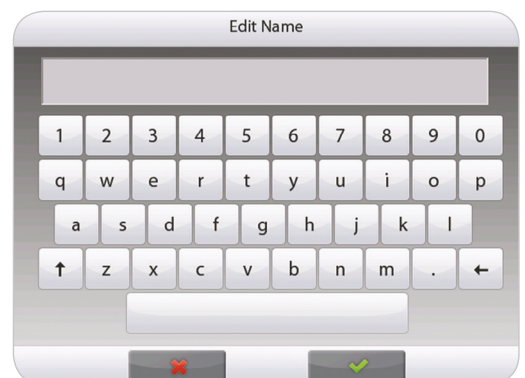 Edit Name
1 2 3 4 5 6 7 8 9 0
q w e r t y u i o p
a s d f g h j k l
↑ z x c v b n m . ←